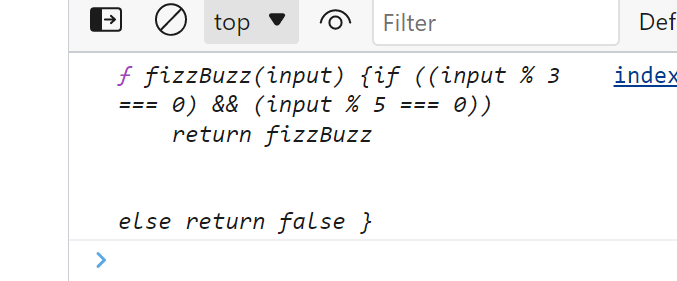 top
Filter
Def
ƒ fizzBuzz(input) {if ((input % 3
index
=== 0) && (input % 5 === 0))
return fizzBuzz
else return false }